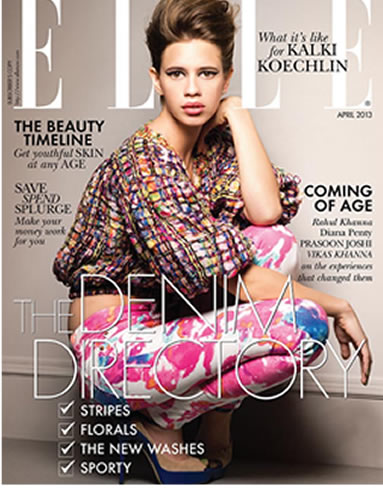 ELLE
What it's like
for KALKI
KOECHLIN
APRIL 2013
THE BEAUTY
TIMELINE
Get youthful SKIN
at any AGE
SAVE
SPEND
SPLURGE
Make your
money work
for you
COMING
OF AGE
Rahul Khanna
Diana Penty
PRASOON JOSHI
VIKAS KHANNA
on the experiences
that changed them
THE DENIM
DIRECTORY
STRIPES
FLORALS
THE NEW WASHES
SPORTY